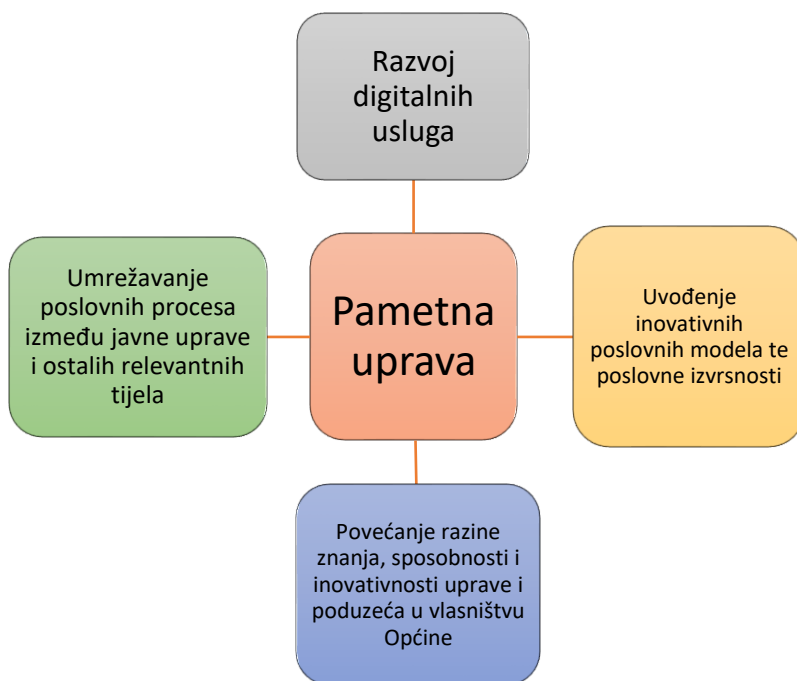 Razvoj
digitalnih
usluga
Umrežavanje
poslovnih procesa
između javne uprave
i ostalih relevantnih
tijela
Pametna
uprava
Uvođenje
inovativnih
poslovnih modela te
poslovne izvrsnosti
Povećanje razine
znanja, sposobnosti i
inovativnosti uprave i
poduzeća u vlasništvu
Općine